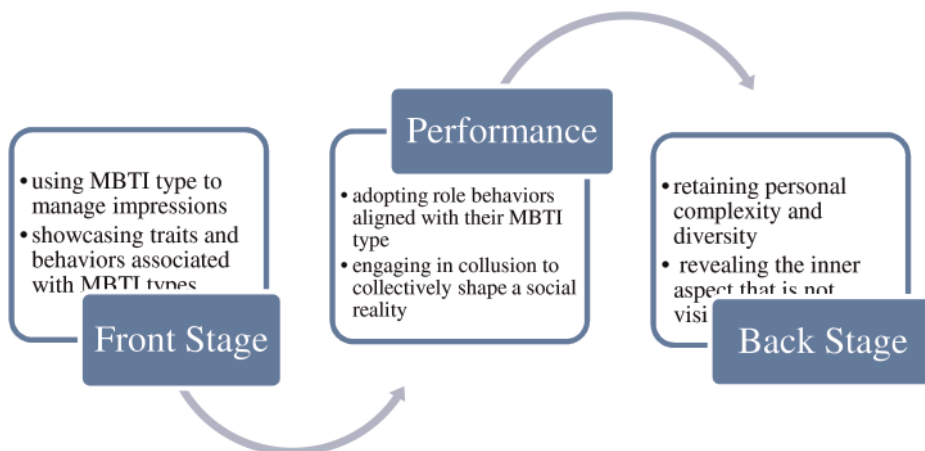 • using MBTI type to
manage impressions
• showcasing traits and
behaviors associated
with MBTI types
Front Stage
Performance
• adopting role behaviors
aligned with their MBTI
type
• engaging in collusion to
collectively shape a social
reality
• retaining personal
complexity and
diversity
• revealing the inner
aspect that is not
Back Stage